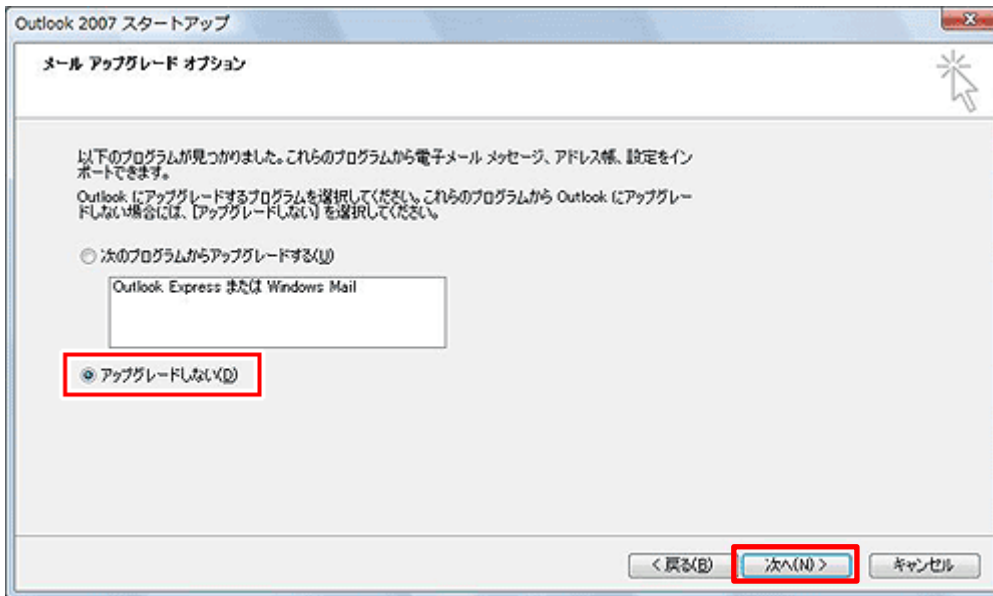 Outlook 2007 スタートアップ
メール アップグレード オプション
以下のプログラムが見つかりました。これらのプログラムから電子メール メッセージ、アドレス帳、設定をイン
ポートできます。
Outlook にアップグレードするプログラムを選択してください。これらのプログラムから Outlook にアップグレー
ドしない場合には、[アップグレードしない] を選択してください。
次のプログラムからアップグレードする(U)
Outlook Express または Windows Mail
アップグレードしない(D)
< 戻る(B) 次へ(N) > キャンセル